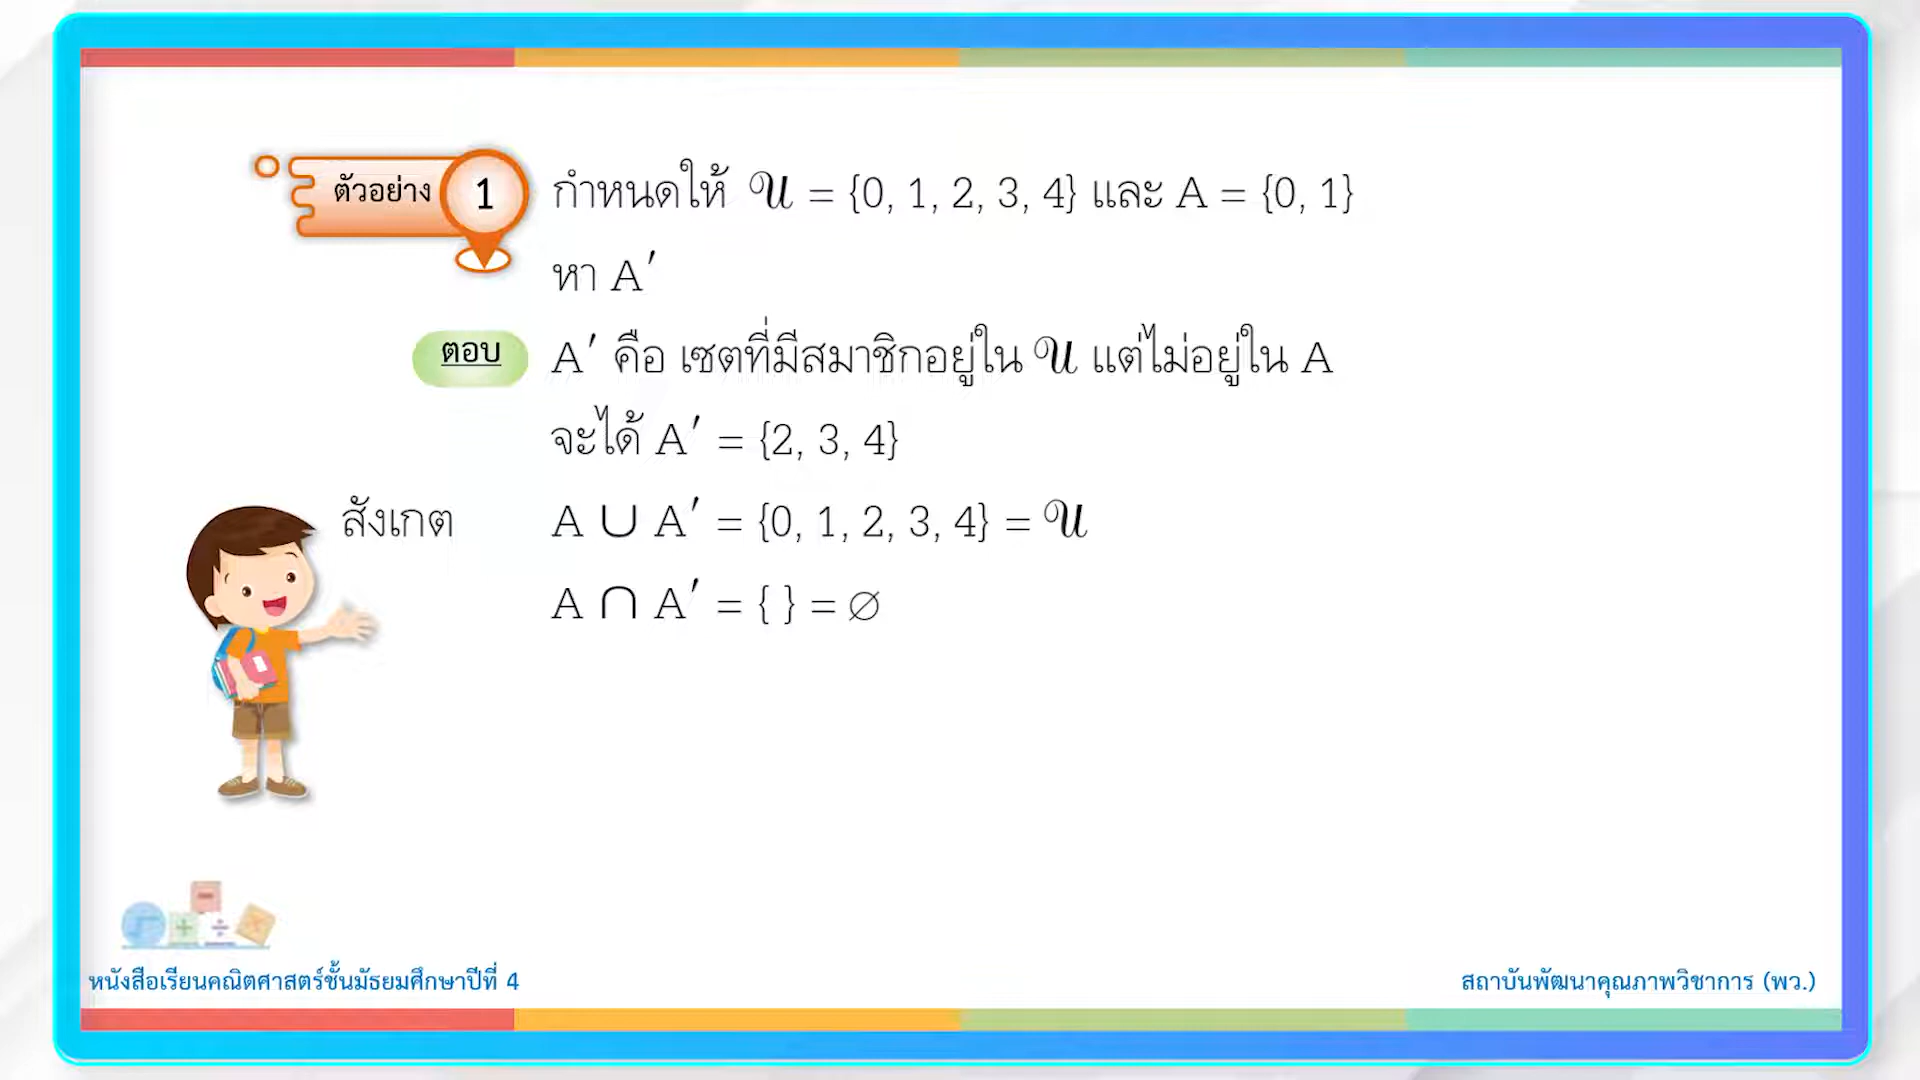 ตัวอย่าง 1 กำหนดให้ 𝒰 = {0, 1, 2, 3, 4} และ A = {0, 1}
หา A′
ตอบ A′ คือ เซตที่มีสมาชิกอยู่ใน 𝒰 แต่ไม่อยู่ใน A
จะได้ A′ = {2, 3, 4}
สังเกต A ∪ A′ = {0, 1, 2, 3, 4} = 𝒰
A ∩ A′ = { } = ∅
หนังสือเรียนคณิตศาสตร์ชั้นมัธยมศึกษาปีที่ 4
สถาบันพัฒนาคุณภาพวิชาการ (พว.)